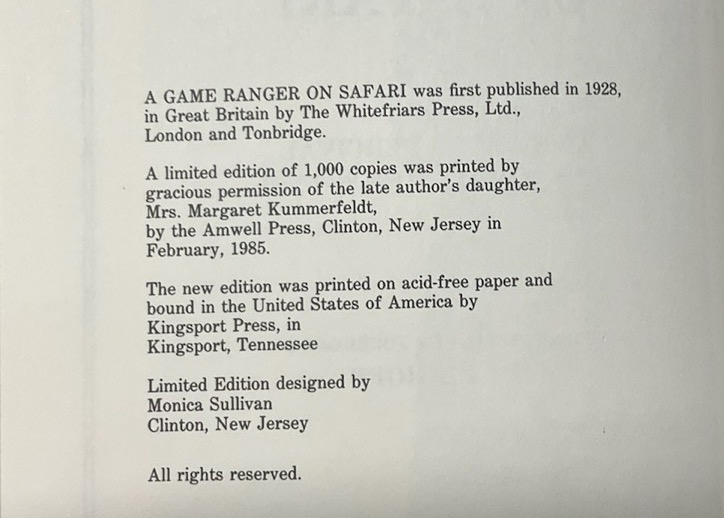 A GAME RANGER ON SAFARI was first published in 1928,
in Great Britain by The Whitefriars Press, Ltd.,
London and Tonbridge.
A limited edition of 1,000 copies was printed by
gracious permission of the late author's daughter,
Mrs. Margaret Kummerfeldt,
by the Amwell Press, Clinton, New Jersey in
February, 1985.
The new edition was printed on acid-free paper and
bound in the United States of America by
Kingsport Press, in
Kingsport, Tennessee
Limited Edition designed by
Monica Sullivan
Clinton, New Jersey
All rights reserved.